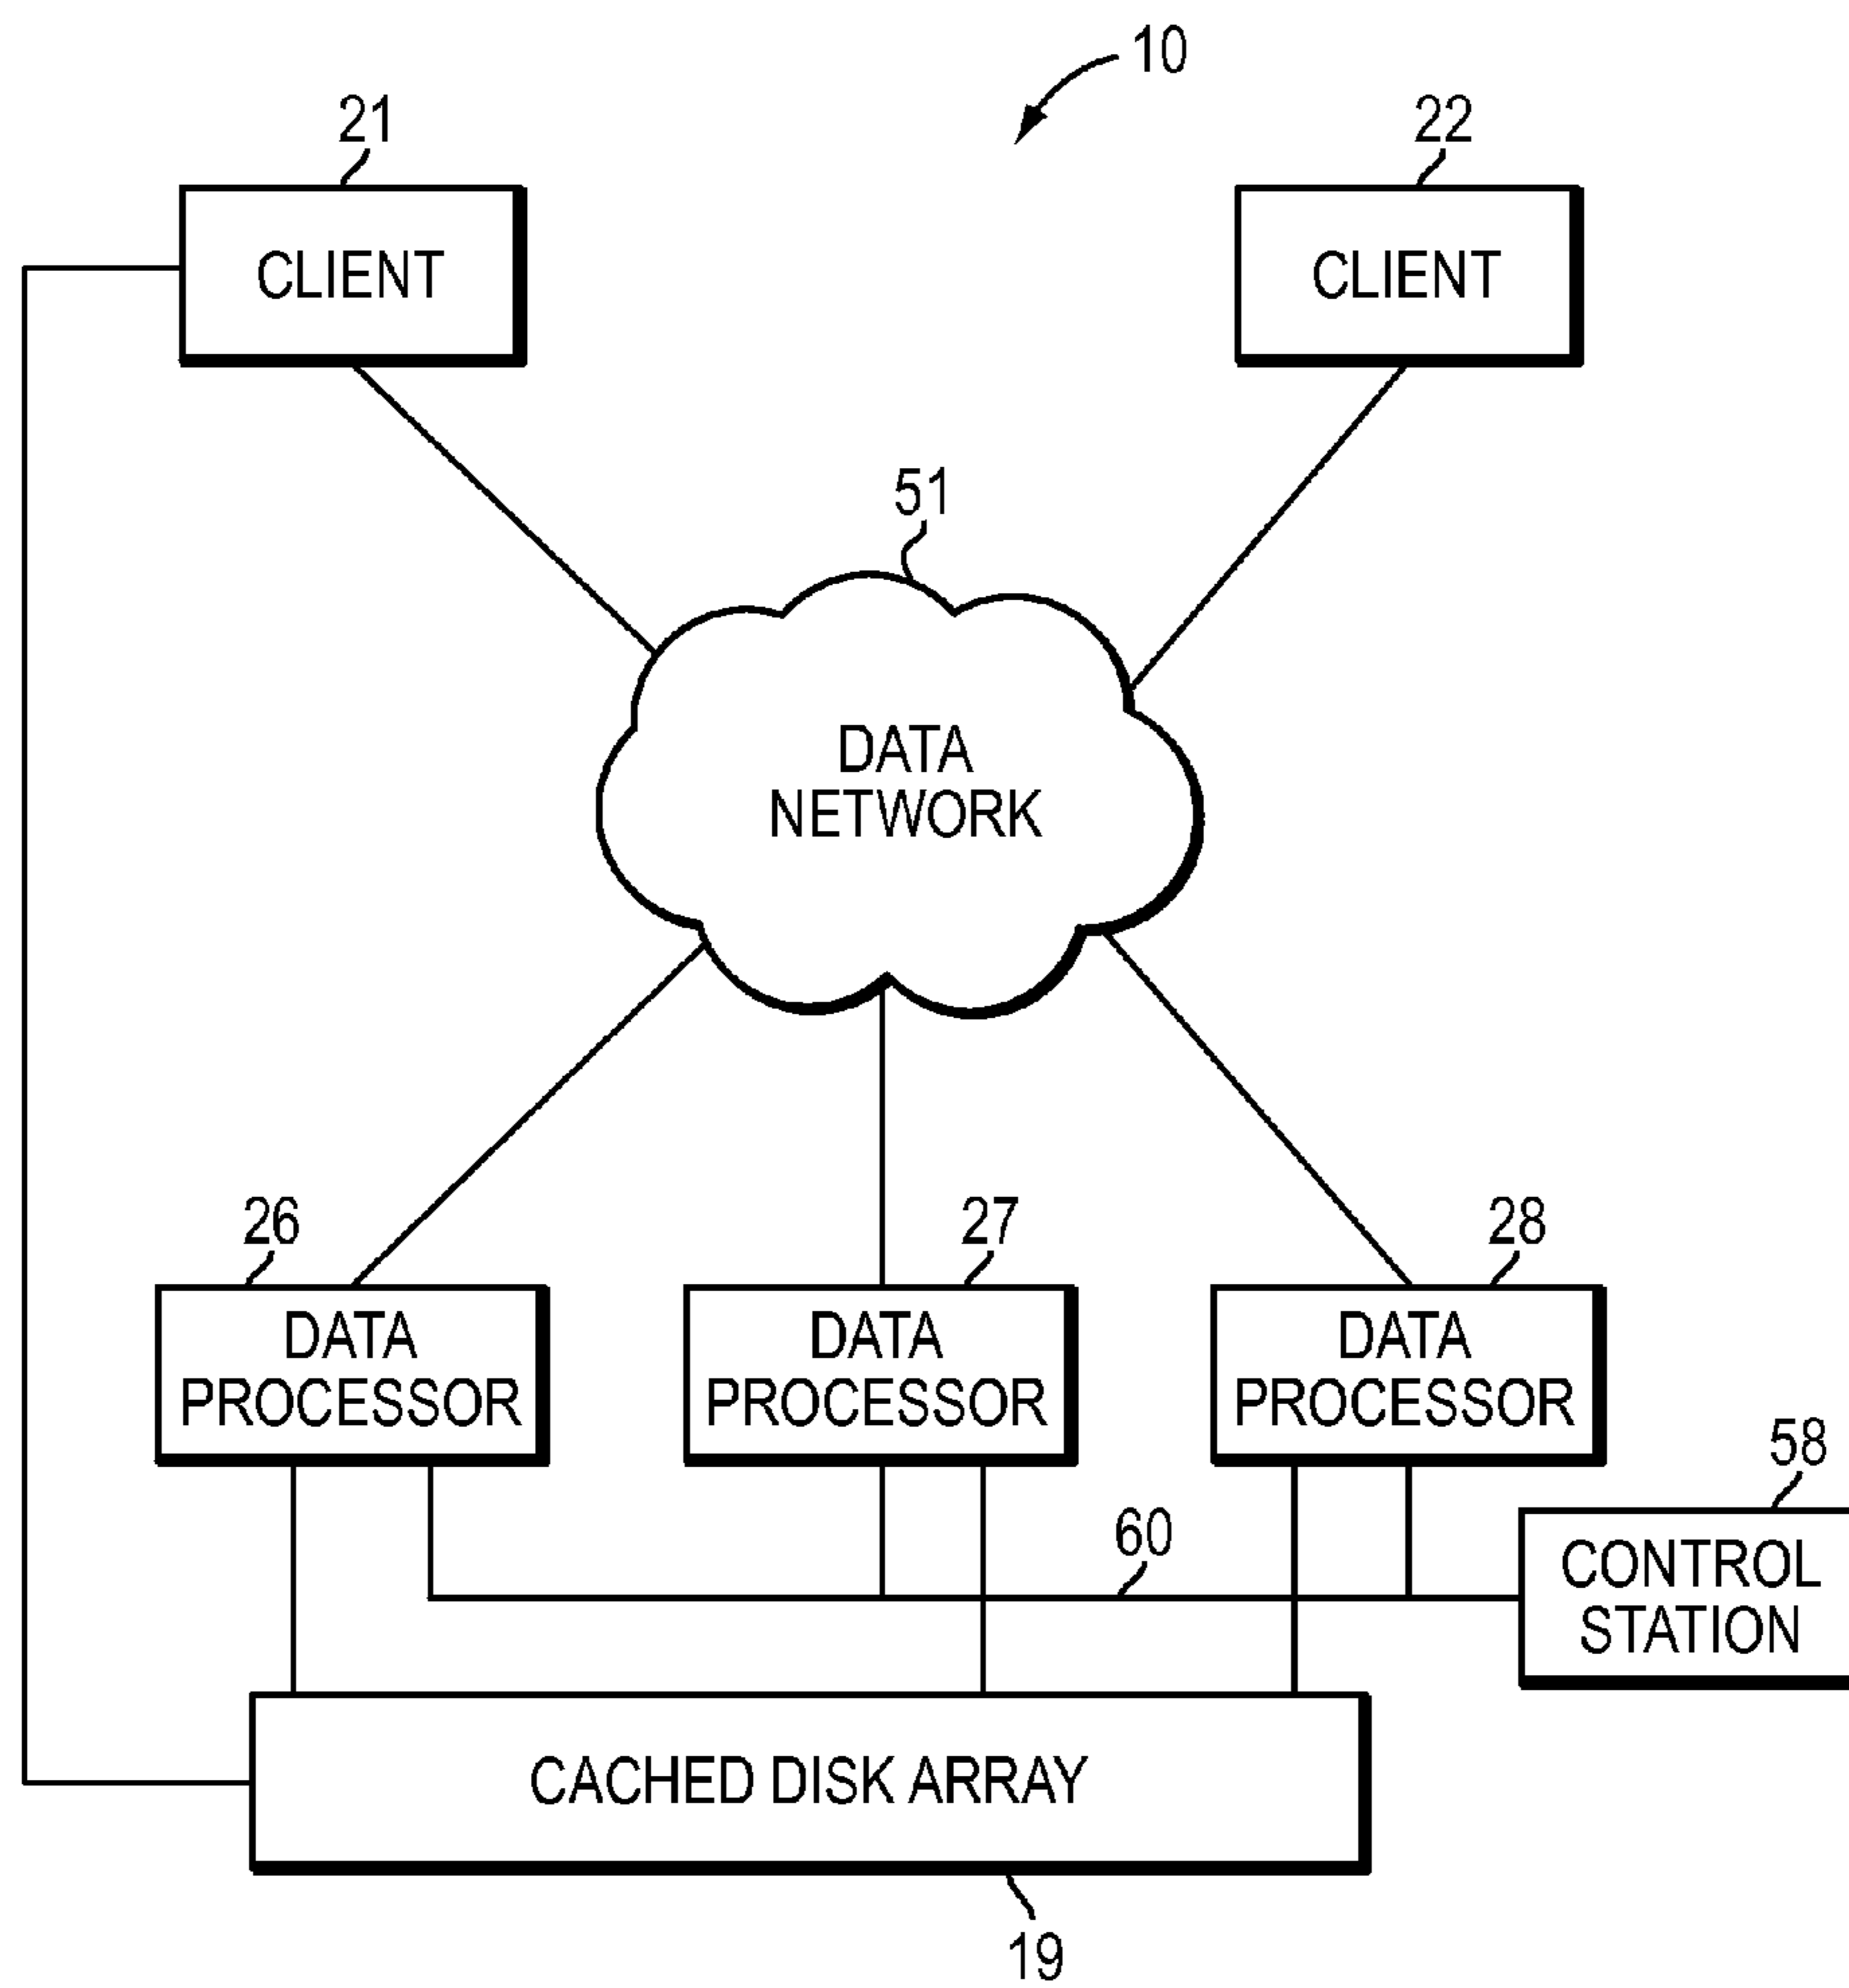 10
21
22
CLIENT
CLIENT
51
DATA
NETWORK
26
27
28
DATA
PROCESSOR
DATA
PROCESSOR
DATA
PROCESSOR
58
60
CONTROL
STATION
CACHED DISK ARRAY
19